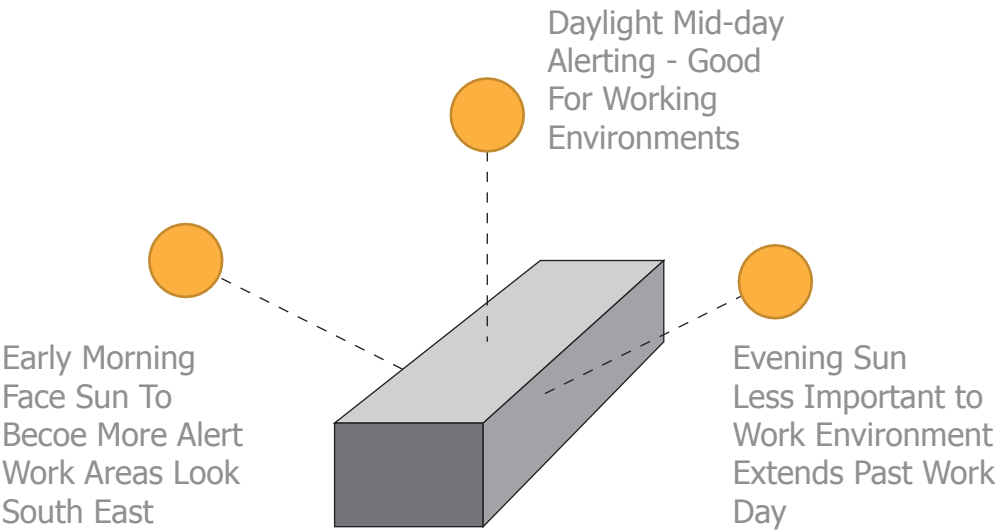 Daylight Mid-day
Alerting - Good
For Working
Environments
Early Morning
Face Sun To
Becoe More Alert
Work Areas Look
South East
Evening Sun
Less Important to
Work Environment
Extends Past Work
Day